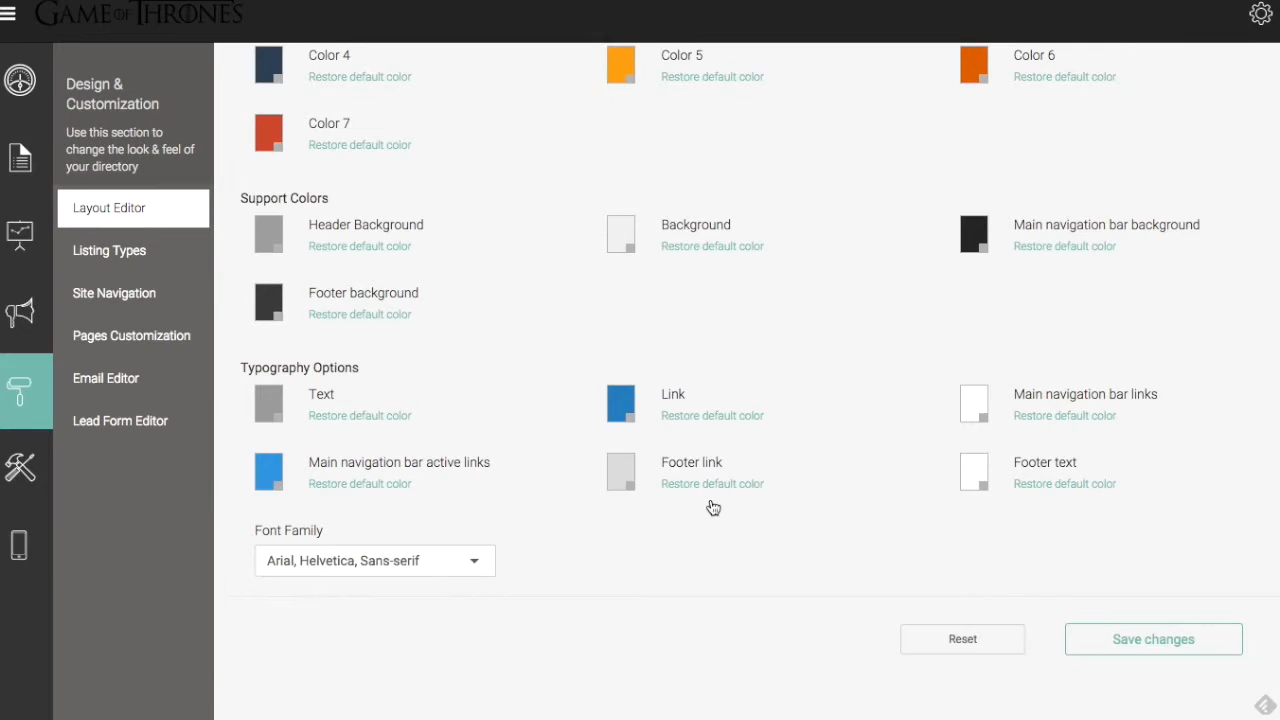 GAME OF THRONES
Design &
Customization
Use this section to
change the look & feel of
your directory
Layout Editor
Listing Types
Site Navigation
Pages Customization
Email Editor
Lead Form Editor
Color 4
Restore default color
Color 5
Restore default color
Color 6
Restore default color
Color 7
Restore default color
Support Colors
Header Background
Restore default color
Background
Restore default color
Main navigation bar background
Restore default color
Footer background
Restore default color
Typography Options
Text
Restore default color
Link
Restore default color
Main navigation bar links
Restore default color
Main navigation bar active links
Restore default color
Footer link
Restore default color
Footer text
Restore default color
Font Family
Arial, Helvetica, Sans-serif
Reset
Save changes